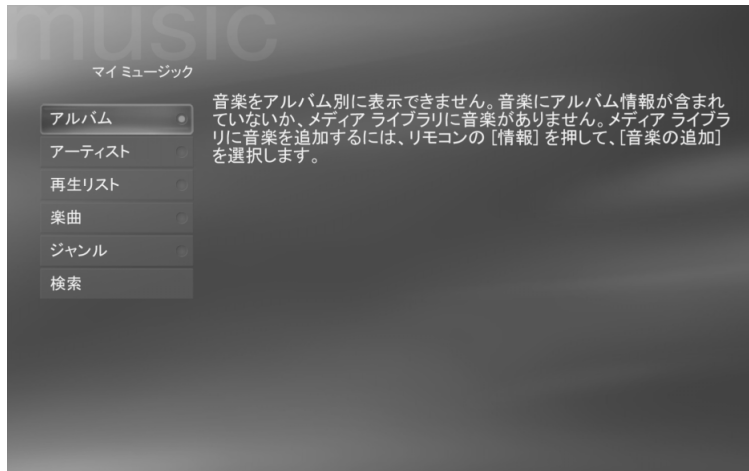 music
マイ ミュージック
アルバム
アーティスト
再生リスト
楽曲
ジャンル
検索
音楽をアルバム別に表示できません。音楽にアルバム情報が含まれ
ていないか、メディア ライブラリに音楽がありません。メディア ライブラ
リに音楽を追加するには、リモコンの [情報] を押して、[音楽の追加]
を選択します。